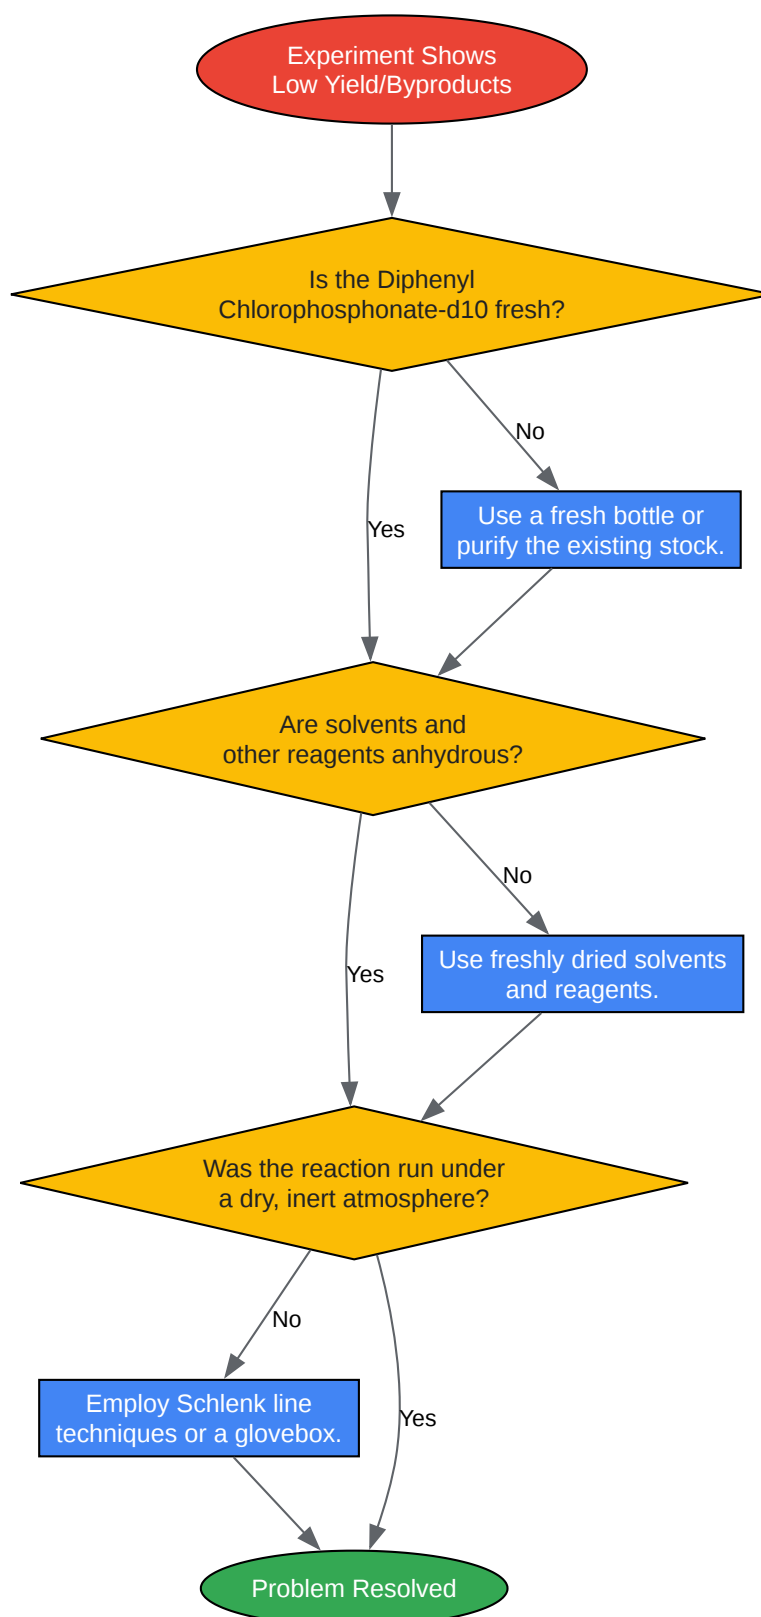 Experiment Shows
Low Yield/Byproducts
Is the Diphenyl
Chlorophosphonate-d10 fresh?
No
Use a fresh bottle or
purify the existing stock.
Yes
Are solvents and
other reagents anhydrous?
No
Use freshly dried solvents
and reagents.
Yes
Was the reaction run under
a dry, inert atmosphere?
No
Employ Schlenk line
techniques or a glovebox.
Yes
Problem Resolved